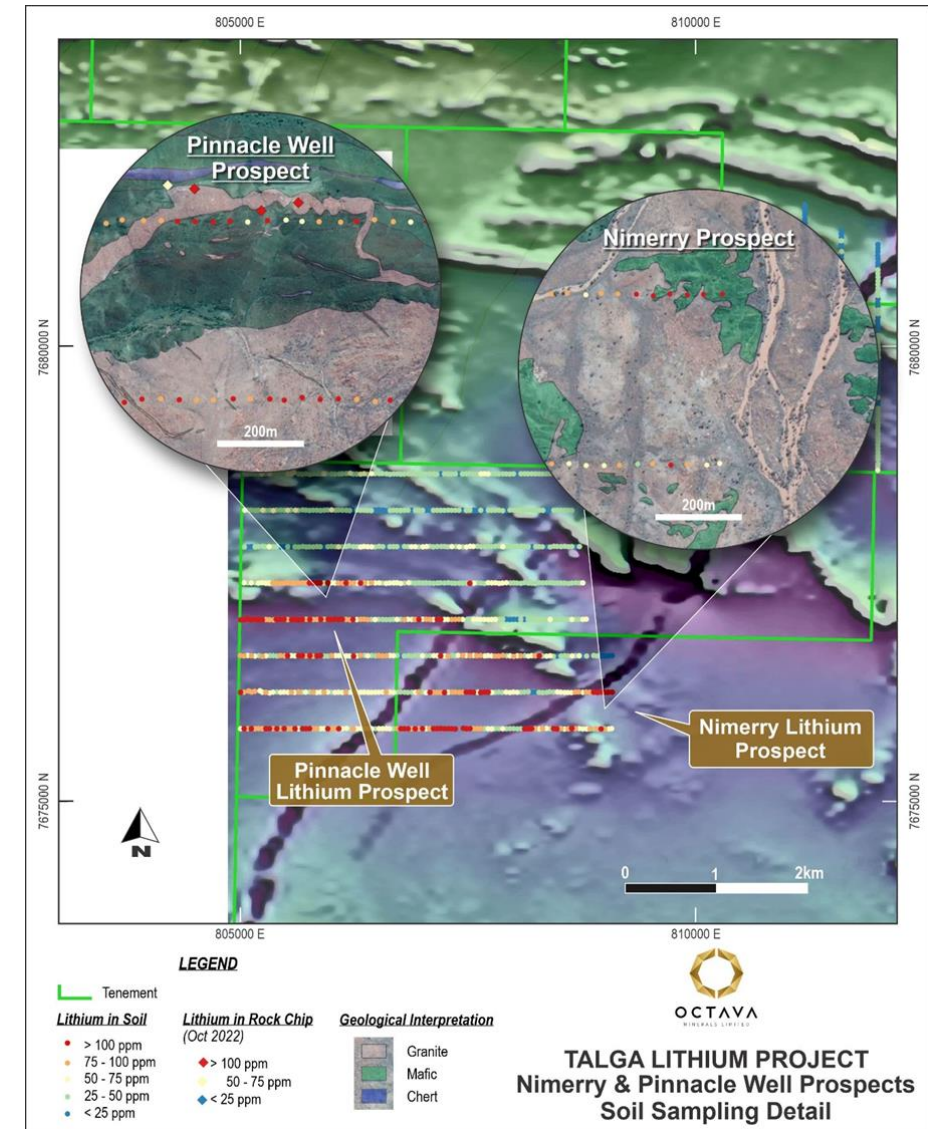 805000 E
810000 E
Pinnacle Well
Prospect
Nimerry Prospect
7680000 N
7680000 N
200m
200m
Pinnacle Well
Lithium Prospect
Nimerry Lithium
Prospect
7675000 N
7675000 N
N
0 1 2km
805000 E
810000 E
LEGEND
Tenement
Lithium in Soil
> 100 ppm
75 - 100 ppm
50 - 75 ppm
25 - 50 ppm
< 25 ppm
Lithium in Rock Chip
(Oct 2022)
> 100 ppm
50 - 75 ppm
< 25 ppm
Geological Interpretation
Granite
Mafic
Chert
OCTAVA
MINERALS LIMITED
TALGA LITHIUM PROJECT
Nimerry & Pinnacle Well Prospects
Soil Sampling Detail